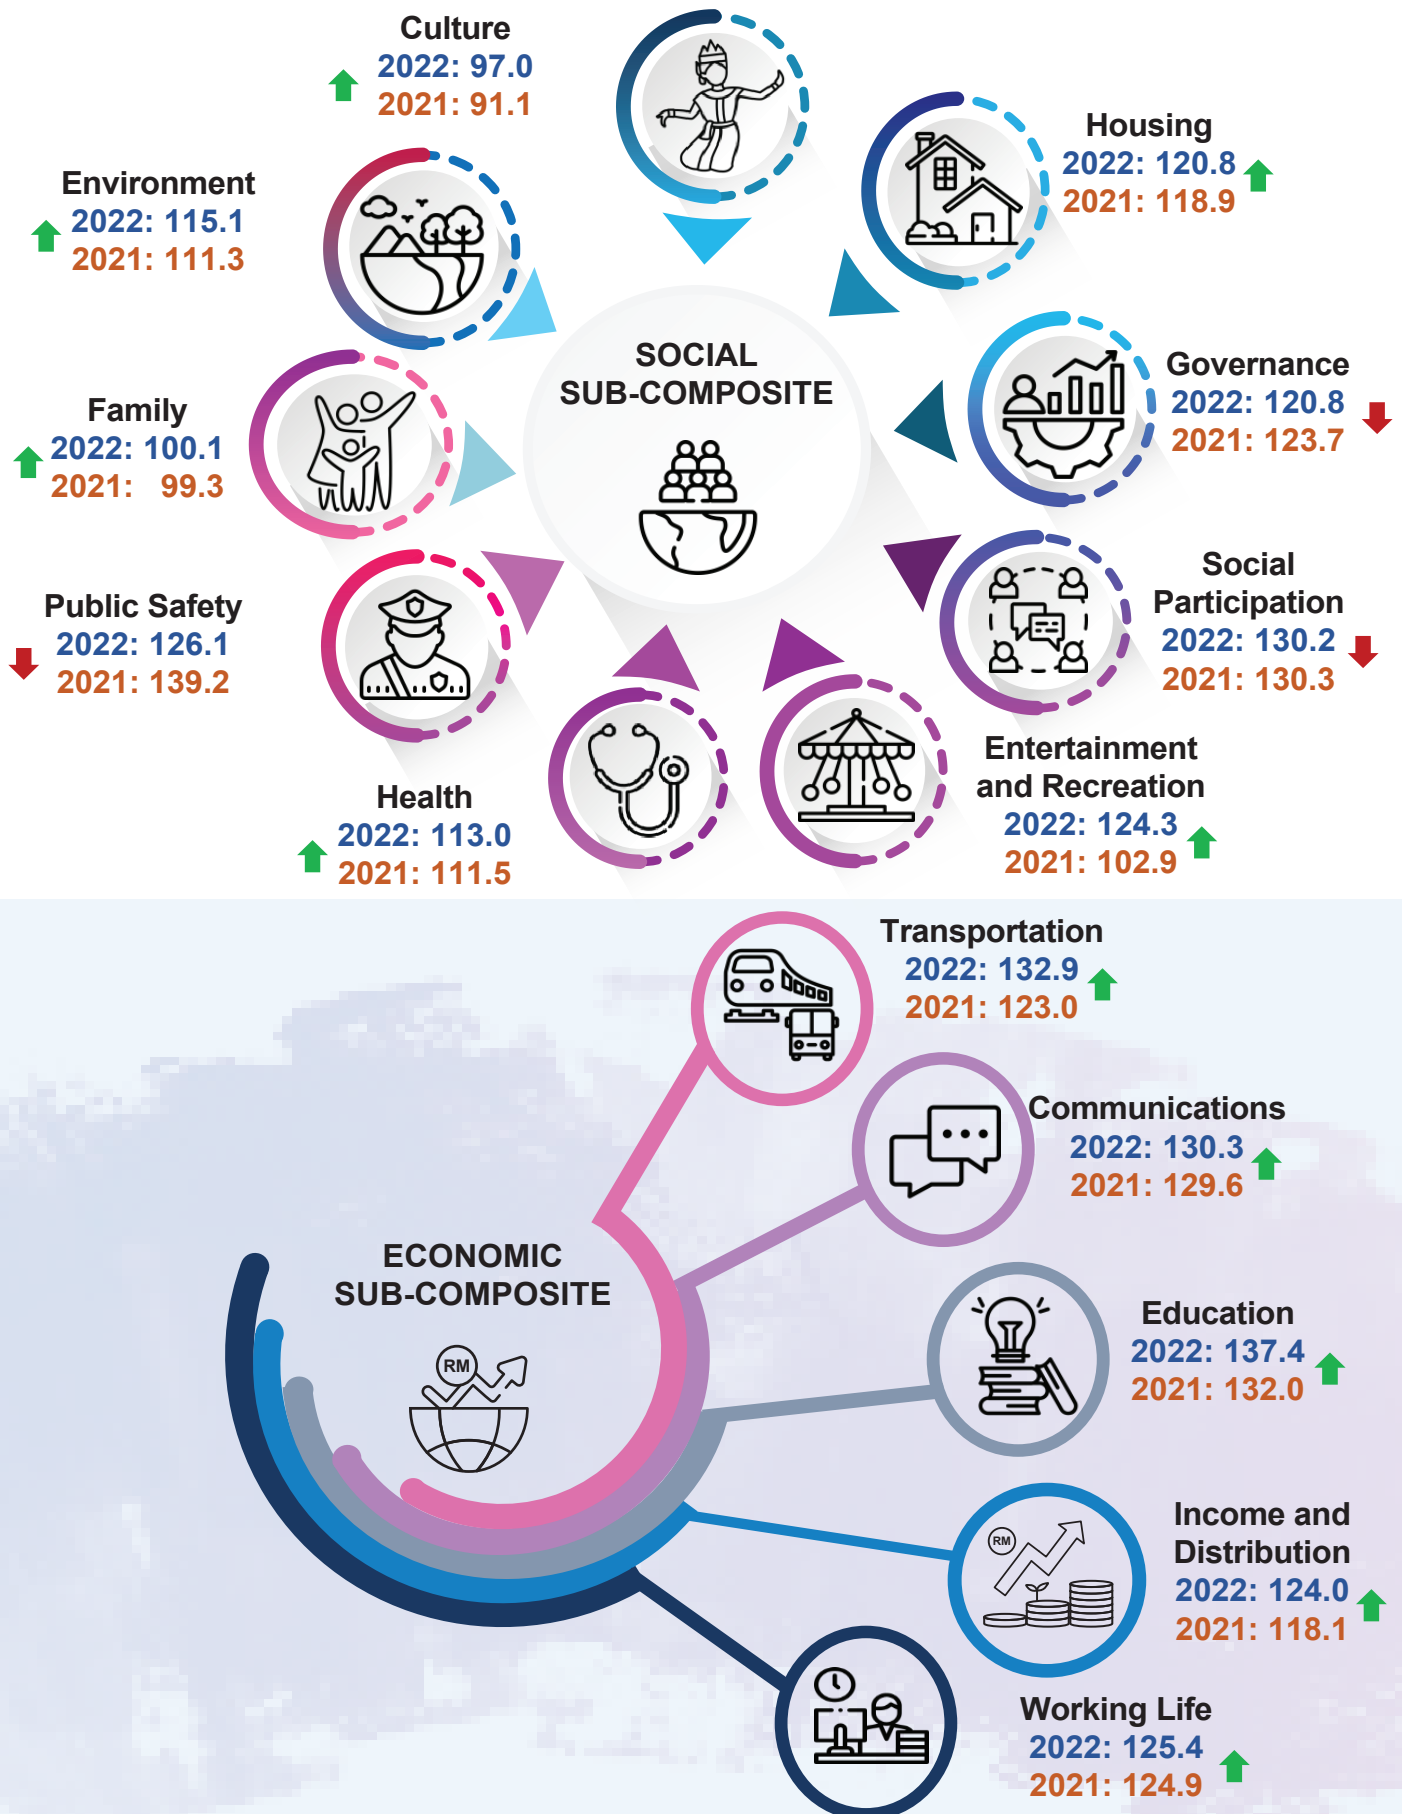 Culture
2022: 97.0
2021: 91.1
Housing
2022: 120.8
2021: 118.9
Environment
2022: 115.1
2021: 111.3
SOCIAL
SUB-COMPOSITE
Governance
2022: 120.8
2021: 123.7
Family
2022: 100.1
2021: 99.3
Social
Participation
2022: 130.2
2021: 130.3
Public Safety
2022: 126.1
2021: 139.2
Entertainment
and Recreation
2022: 124.3
2021: 102.9
Health
2022: 113.0
2021: 111.5
Transportation
2022: 132.9
2021: 123.0
Communications
2022: 130.3
2021: 129.6
ECONOMIC
SUB-COMPOSITE
RM
Education
2022: 137.4
2021: 132.0
Income and
Distribution
2022: 124.0
2021: 118.1
RM
Working Life
2022: 125.4
2021: 124.9